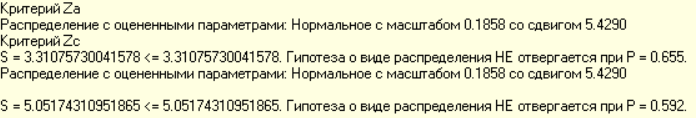 Критерий Za
Распределение с оцененными параметрами: Нормальное с масштабом 0.1858 со сдвигом 5.4290
Критерий Zc
S = 3.31075730041578 <= 3.31075730041578. Гипотеза о виде распределения НЕ отвергается при P = 0.655.
Распределение с оцененными параметрами: Нормальное с масштабом 0.1858 со сдвигом 5.4290
S = 5.05174310951865 <= 5.05174310951865. Гипотеза о виде распределения НЕ отвергается при P = 0.592.